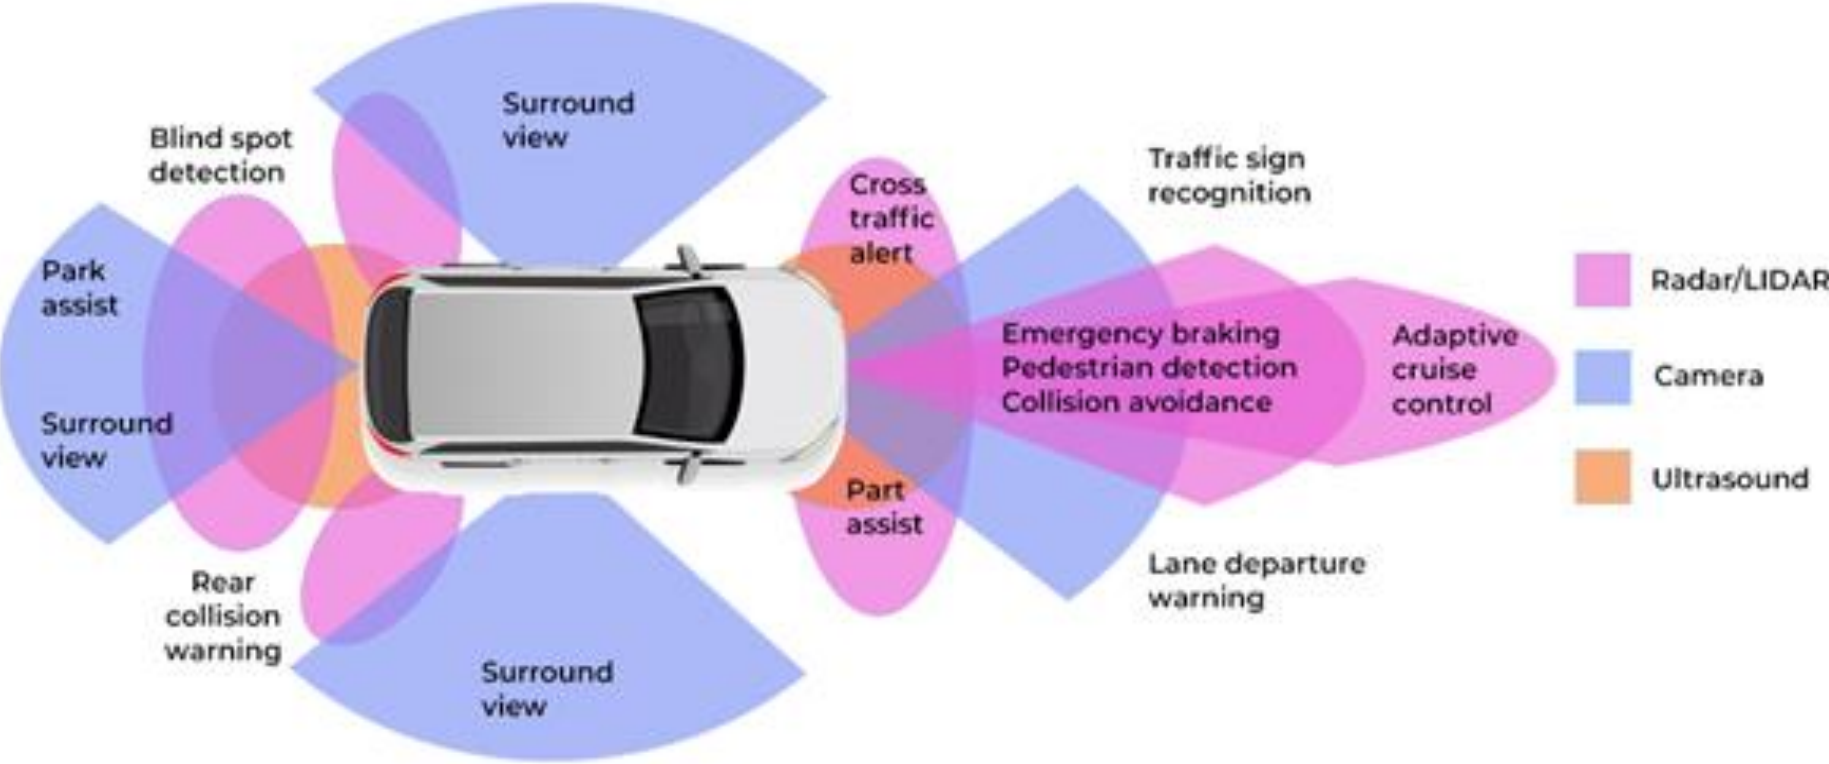 Surround
view
Blind spot
detection
Traffic sign
recognition
Cross
traffic
alert
Park
assist
Radar/LIDAR
Emergency braking
Pedestrian detection
Collision avoidance
Adaptive
cruise
control
Camera
Surround
view
Ultrasound
Part
assist
Lane departure
warning
Rear
collision
warning
Surround
view